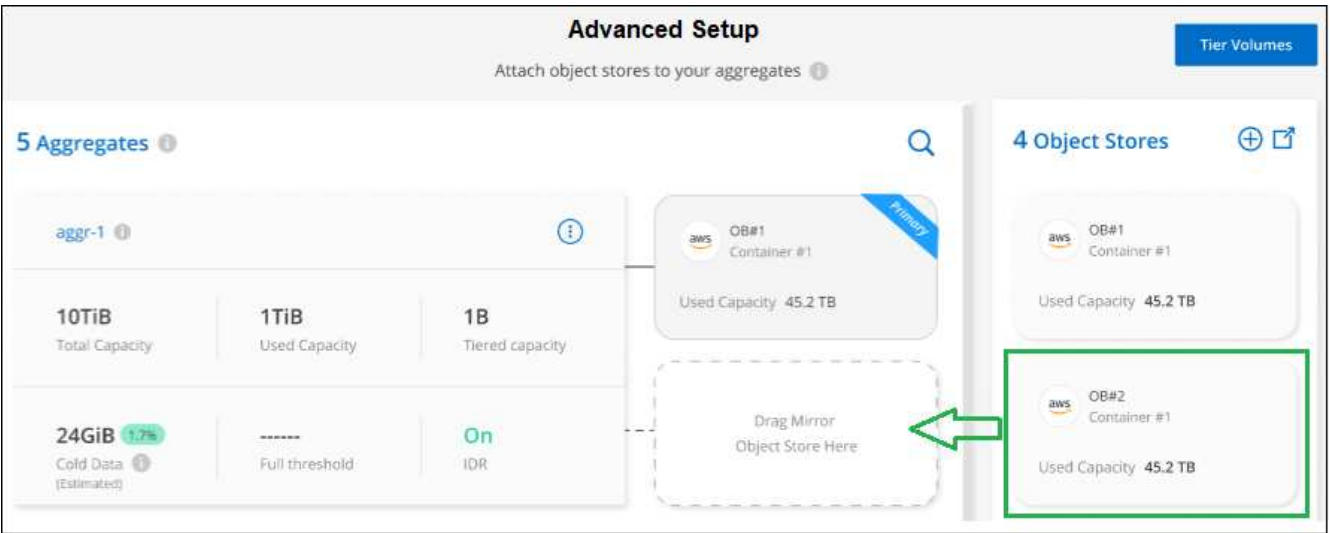 Advanced Setup
Tier Volumes
Attach object stores to your aggregates
5 Aggregates
4 Object Stores
aggr-1
Primary
aws
OB#1
Container #1
Used Capacity 45.2 TB
10TiB
Total Capacity
1TiB
Used Capacity
1B
Tiered capacity
24GiB 1.7%
Cold Data
(Estimated)
------
Full threshold
On
IDR
Drag Mirror
Object Store Here
aws
OB#1
Container #1
Used Capacity 45.2 TB
aws
OB#2
Container #1
Used Capacity 45.2 TB